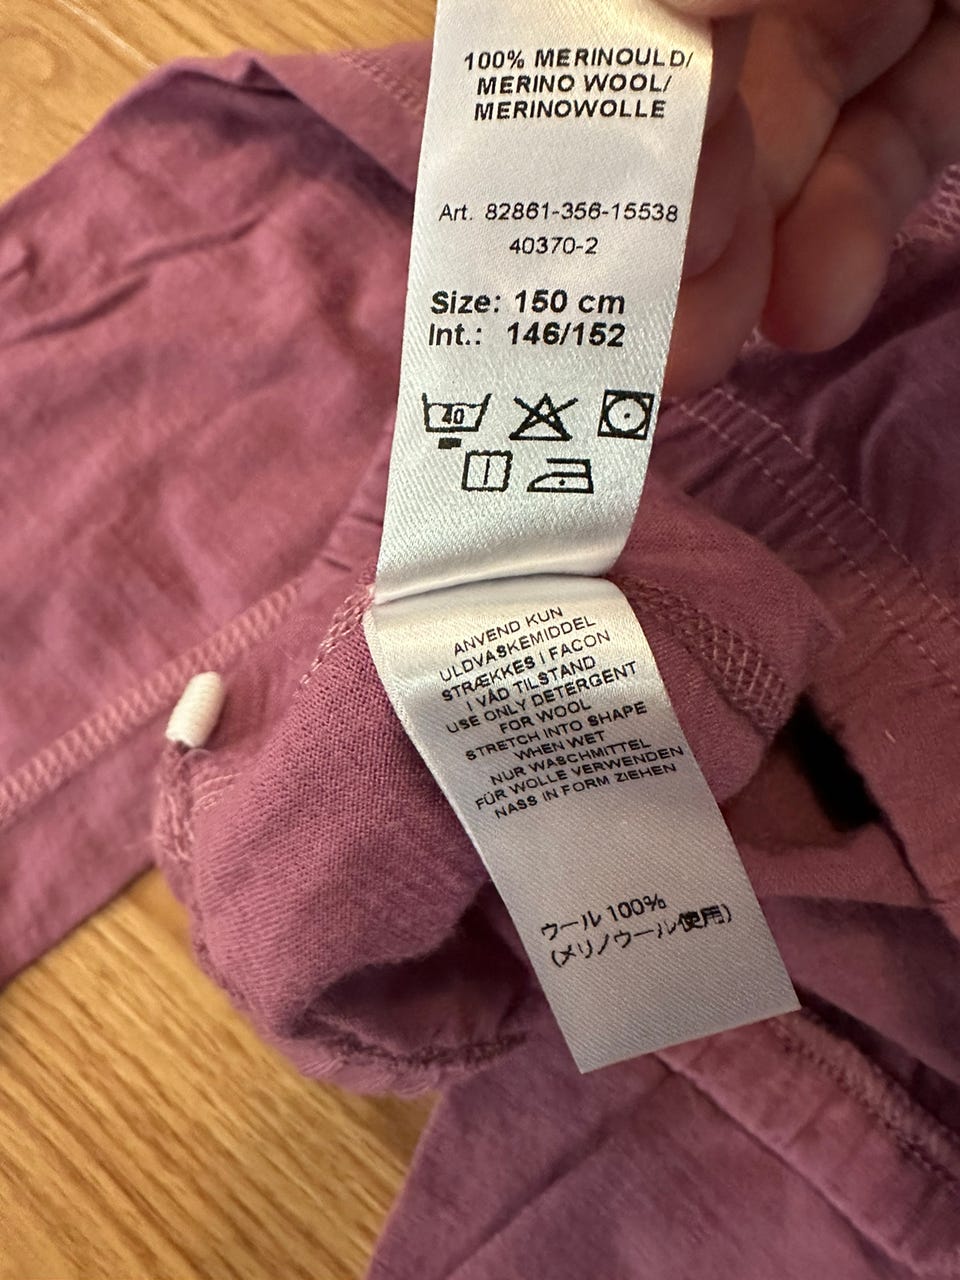 100% MERINOULD/
MERINO WOOL/
MERINOWOLLE
Art. 82861-356-15538
40370-2
Size: 150 cm
Int.: 146/152
40
ANVEND KUN
ULDVASKEMIDDEL
STRÆKKES I FACON
I VÅD TILSTAND
USE ONLY DETERGENT
FOR WOOL
STRETCH INTO SHAPE
WHEN WET
NUR WASCHMITTEL
FÜR WOLLE VERWENDEN
NASS IN FORM ZIEHEN
ウール 100%
(メリノウール使用)